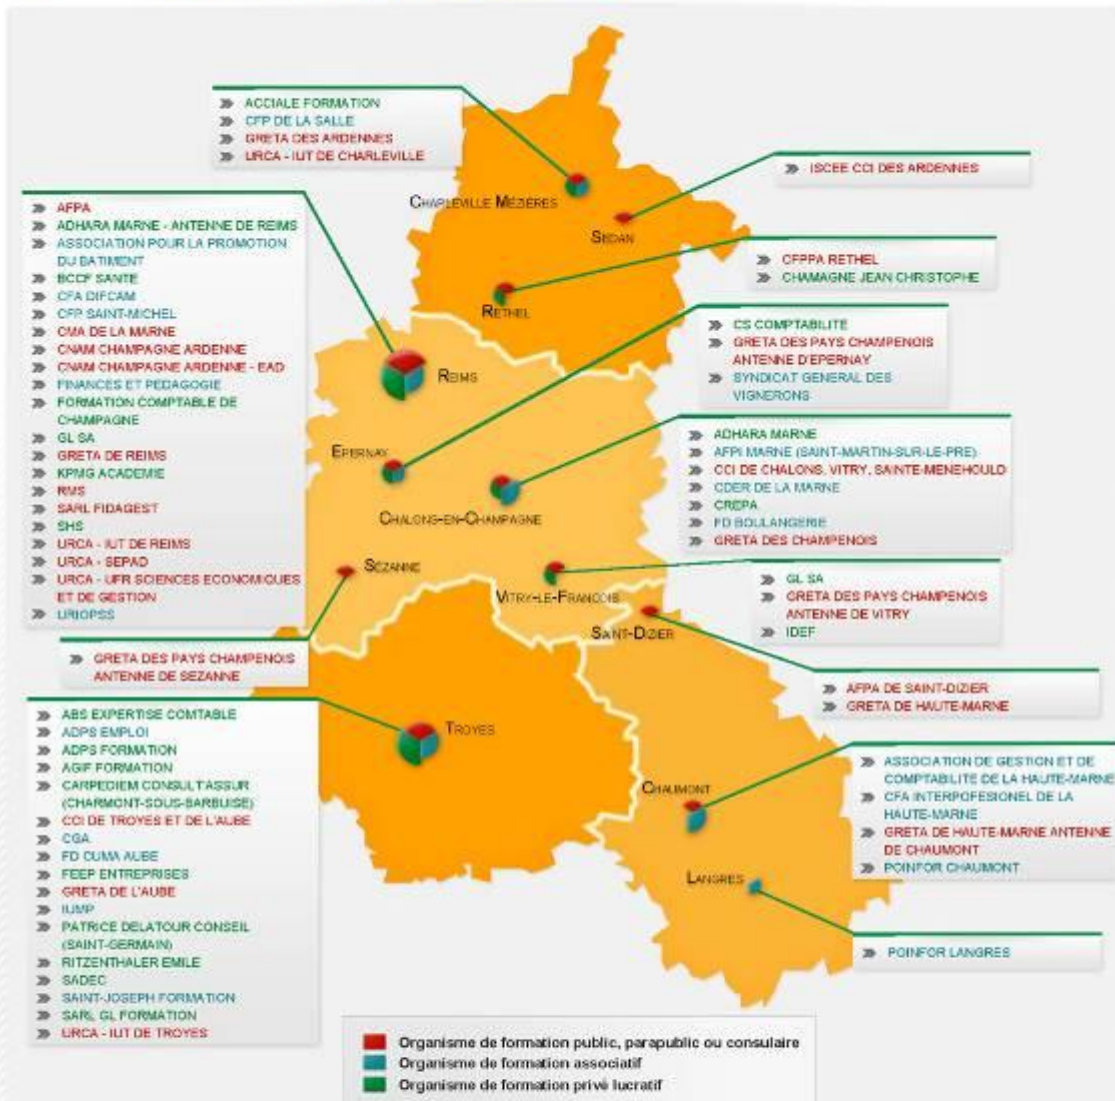 ACCIALE FORMATION
CFP DE LA SALLE
GRETA DES ARDENNES
URCA - IUT DE CHARLEVILLE
CHARLEVILLE MÉZIÈRES
SEDAN
ISCEE CCI DES ARDENNES
RETHEL
CFPPA RETHEL
CHAMAGNE JEAN CHRISTOPHE
AFPA
ADHARA MARNE - ANTENNE DE REIMS
ASSOCIATION POUR LA PROMOTION
DU BATIMENT
BCCF SANTE
CFA DIFCAM
CFP SAINT-MICHEL
CMA DE LA MARNE
CNAM CHAMPAGNE ARDENNE
CNAM CHAMPAGNE ARDENNE - EAD
FINANCES ET PEDAGOGIE
FORMATION COMPTABLE DE
CHAMPAGNE
GL SA
GRETA DE REIMS
KPMG ACADEMIE
RMS
SARL FIDAGEST
SHS
URCA - IUT DE REIMS
URCA - SEPAD
URCA - UFR SCIENCES ECONOMIQUES
ET DE GESTION
URIOPSS
REIMS
EPERNAY
CS COMPTABILITE
GRETA DES PAYS CHAMPENOIS
ANTENNE D'EPERNAY
SYNDICAT GENERAL DES
VIGNERONS
CHALONS-EN-CHAMPAGNE
ADHARA MARNE
AFPI MARNE (SAINT-MARTIN-SUR-LE-PRE)
CCI DE CHALONS, VITRY, SAINTE-MENEHOULD
CDER DE LA MARNE
CREPA
FD BOULANGERIE
GRETA DES CHAMPENOIS
SÉZANNE
VITRY-LE-FRANCOIS
GL SA
GRETA DES PAYS CHAMPENOIS
ANTENNE DE VITRY
IDEF
SAINT-DIZIER
GRETA DES PAYS CHAMPENOIS
ANTENNE DE SEZANNE
AFPA DE SAINT-DIZIER
GRETA DE HAUTE-MARNE
ABS EXPERTISE COMTABLE
ADPS EMPLOI
ADPS FORMATION
AGIF FORMATION
CARPEDIEM CONSULT'ASSUR
(CHARMONT-SOUS-BARBUISE)
CCI DE TROYES ET DE L'AUBE
CGA
FD CUMA AUBE
FEEP ENTREPRISES
GRETA DE L'AUBE
IUMP
PATRICE DELATOUR CONSEIL
(SAINT-GERMAIN)
RITZENTHALER EMILE
SADEC
SAINT-JOSEPH FORMATION
SARL GL FORMATION
URCA - IUT DE TROYES
TROYES
CHAUMONT
ASSOCIATION DE GESTION ET DE
COMPTABILITE DE LA HAUTE-MARNE
CFA INTERPOFESIONEL DE LA
HAUTE-MARNE
GRETA DE HAUTE-MARNE ANTENNE
DE CHAUMONT
POINFOR CHAUMONT
LANGRES
POINFOR LANGRES
Organisme de formation public, parapublic ou consulaire
Organisme de formation associatif
Organisme de formation privé lucratif